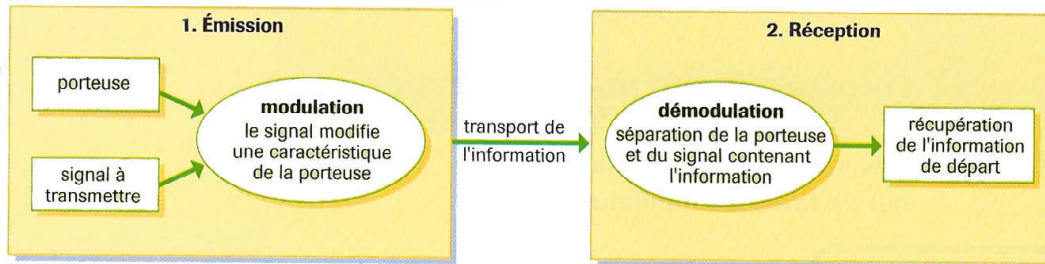 1. Émission
porteuse
signal à
transmettre
modulation
le signal modifie
une caractéristique
de la porteuse
transport de
l'information
2. Réception
démodulation
séparation de la porteuse
et du signal contenant
l'information
récupération
de l'information
de départ